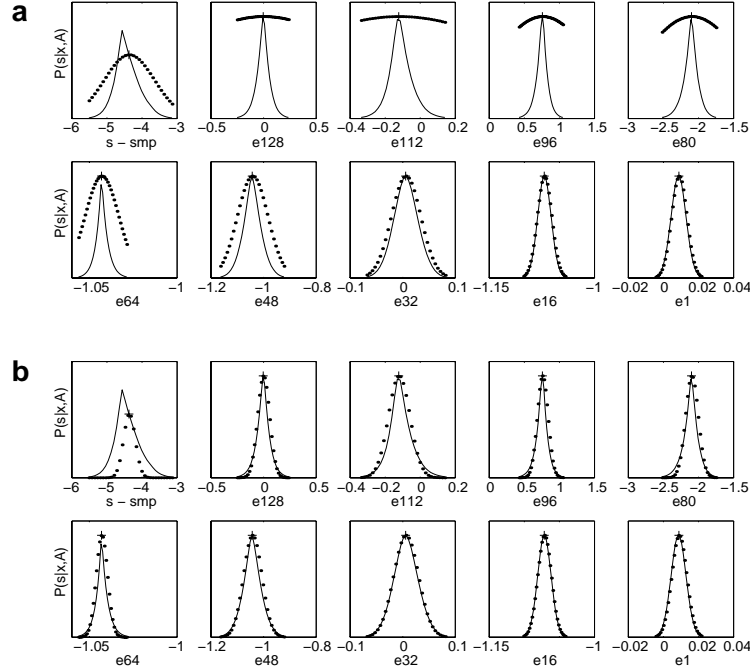 a
P(s|x,A)
−6 −5 −4 −3
s − smp
−0.5 0 0.5
e128
−0.4 −0.2 0 0.2
e112
0 0.5 1 1.5
e96
−3 −2.5 −2 −1.5
e80
P(s|x,A)
−1.05 −1
e64
−1.2 −1 −0.8
e48
−0.1 0 0.1
e32
−1.15 −1
e16
−0.02 0 0.02 0.04
e1
b
P(s|x,A)
−6 −5 −4 −3
s − smp
−0.5 0 0.5
e128
−0.4 −0.2 0 0.2
e112
0 0.5 1 1.5
e96
−3 −2.5 −2 −1.5
e80
P(s|x,A)
−1.05 −1
e64
−1.2 −1 −0.8
e48
−0.1 0 0.1
e32
−1.15 −1
e16
−0.02 0 0.02 0.04
e1